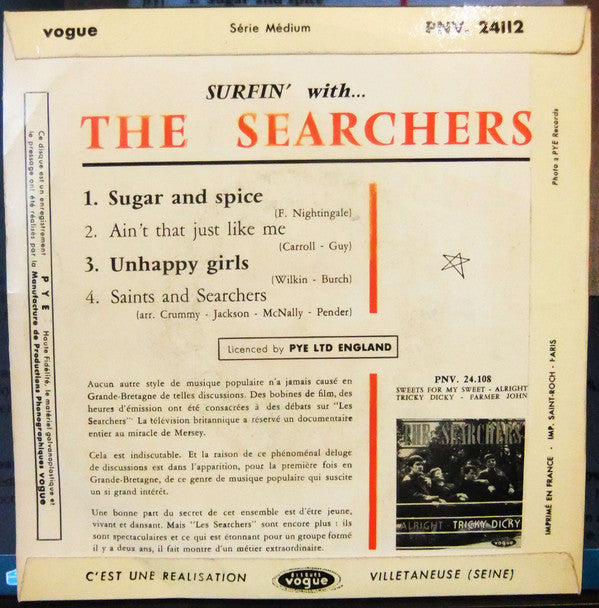 vogue
Série Médium
PNV. 24112
SURFIN' with...
THE SEARCHERS
1. Sugar and spice
(F. Nightingale)
2. Ain't that just like me
(Carroll - Guy)
3. Unhappy girls
(Wilkin - Burch)
4. Saints and Searchers
(arr. Crummy - Jackson - McNally - Pender)
Licenced by PYE LTD ENGLAND
Aucun autre style de musique populaire n'a jamais causé en
Grande-Bretagne de telles discussions. Des bobines de film, des
heures d'émission ont été consacrées à des débats sur "Les
Searchers" La télévision britannique a réservé un documentaire
entier au miracle de Mersey.
Cela est indiscutable. Et la raison de ce phénoménal déluge
de discussions est dans l'apparition, pour la première fois en
Grande-Bretagne, de ce genre de musique populaire qui suscite
un si grand intérêt.
Une bonne part du secret de cet ensemble est d'être jeune,
vivant et dansant. Mais "Les Searchers" sont encore plus : ils
sont spectaculaires et ce qui est étonnant pour un groupe formé
il y a deux ans, il fait montre d'un métier extraordinaire.
PNV. 24.108
SWEETS FOR MY SWEET - ALRIGHT
TRICKY DICKY - FARMER JOHN
THE SEARCHERS
ALRIGHT - TRICKY DICKY
vogue
Ce disque est un enregistrement PYE Haute Fidélité, le matériel galvanoplastique et
le pressage ont été réalisés par la Manufacture de Productions Phonographiques vogue
Photo : PYE Records
IMPRIMÉ EN FRANCE - IMP. SAINT-ROCH - PARIS
C'EST UNE REALISATION
DISQUES
vogue
VILLETANEUSE (SEINE)